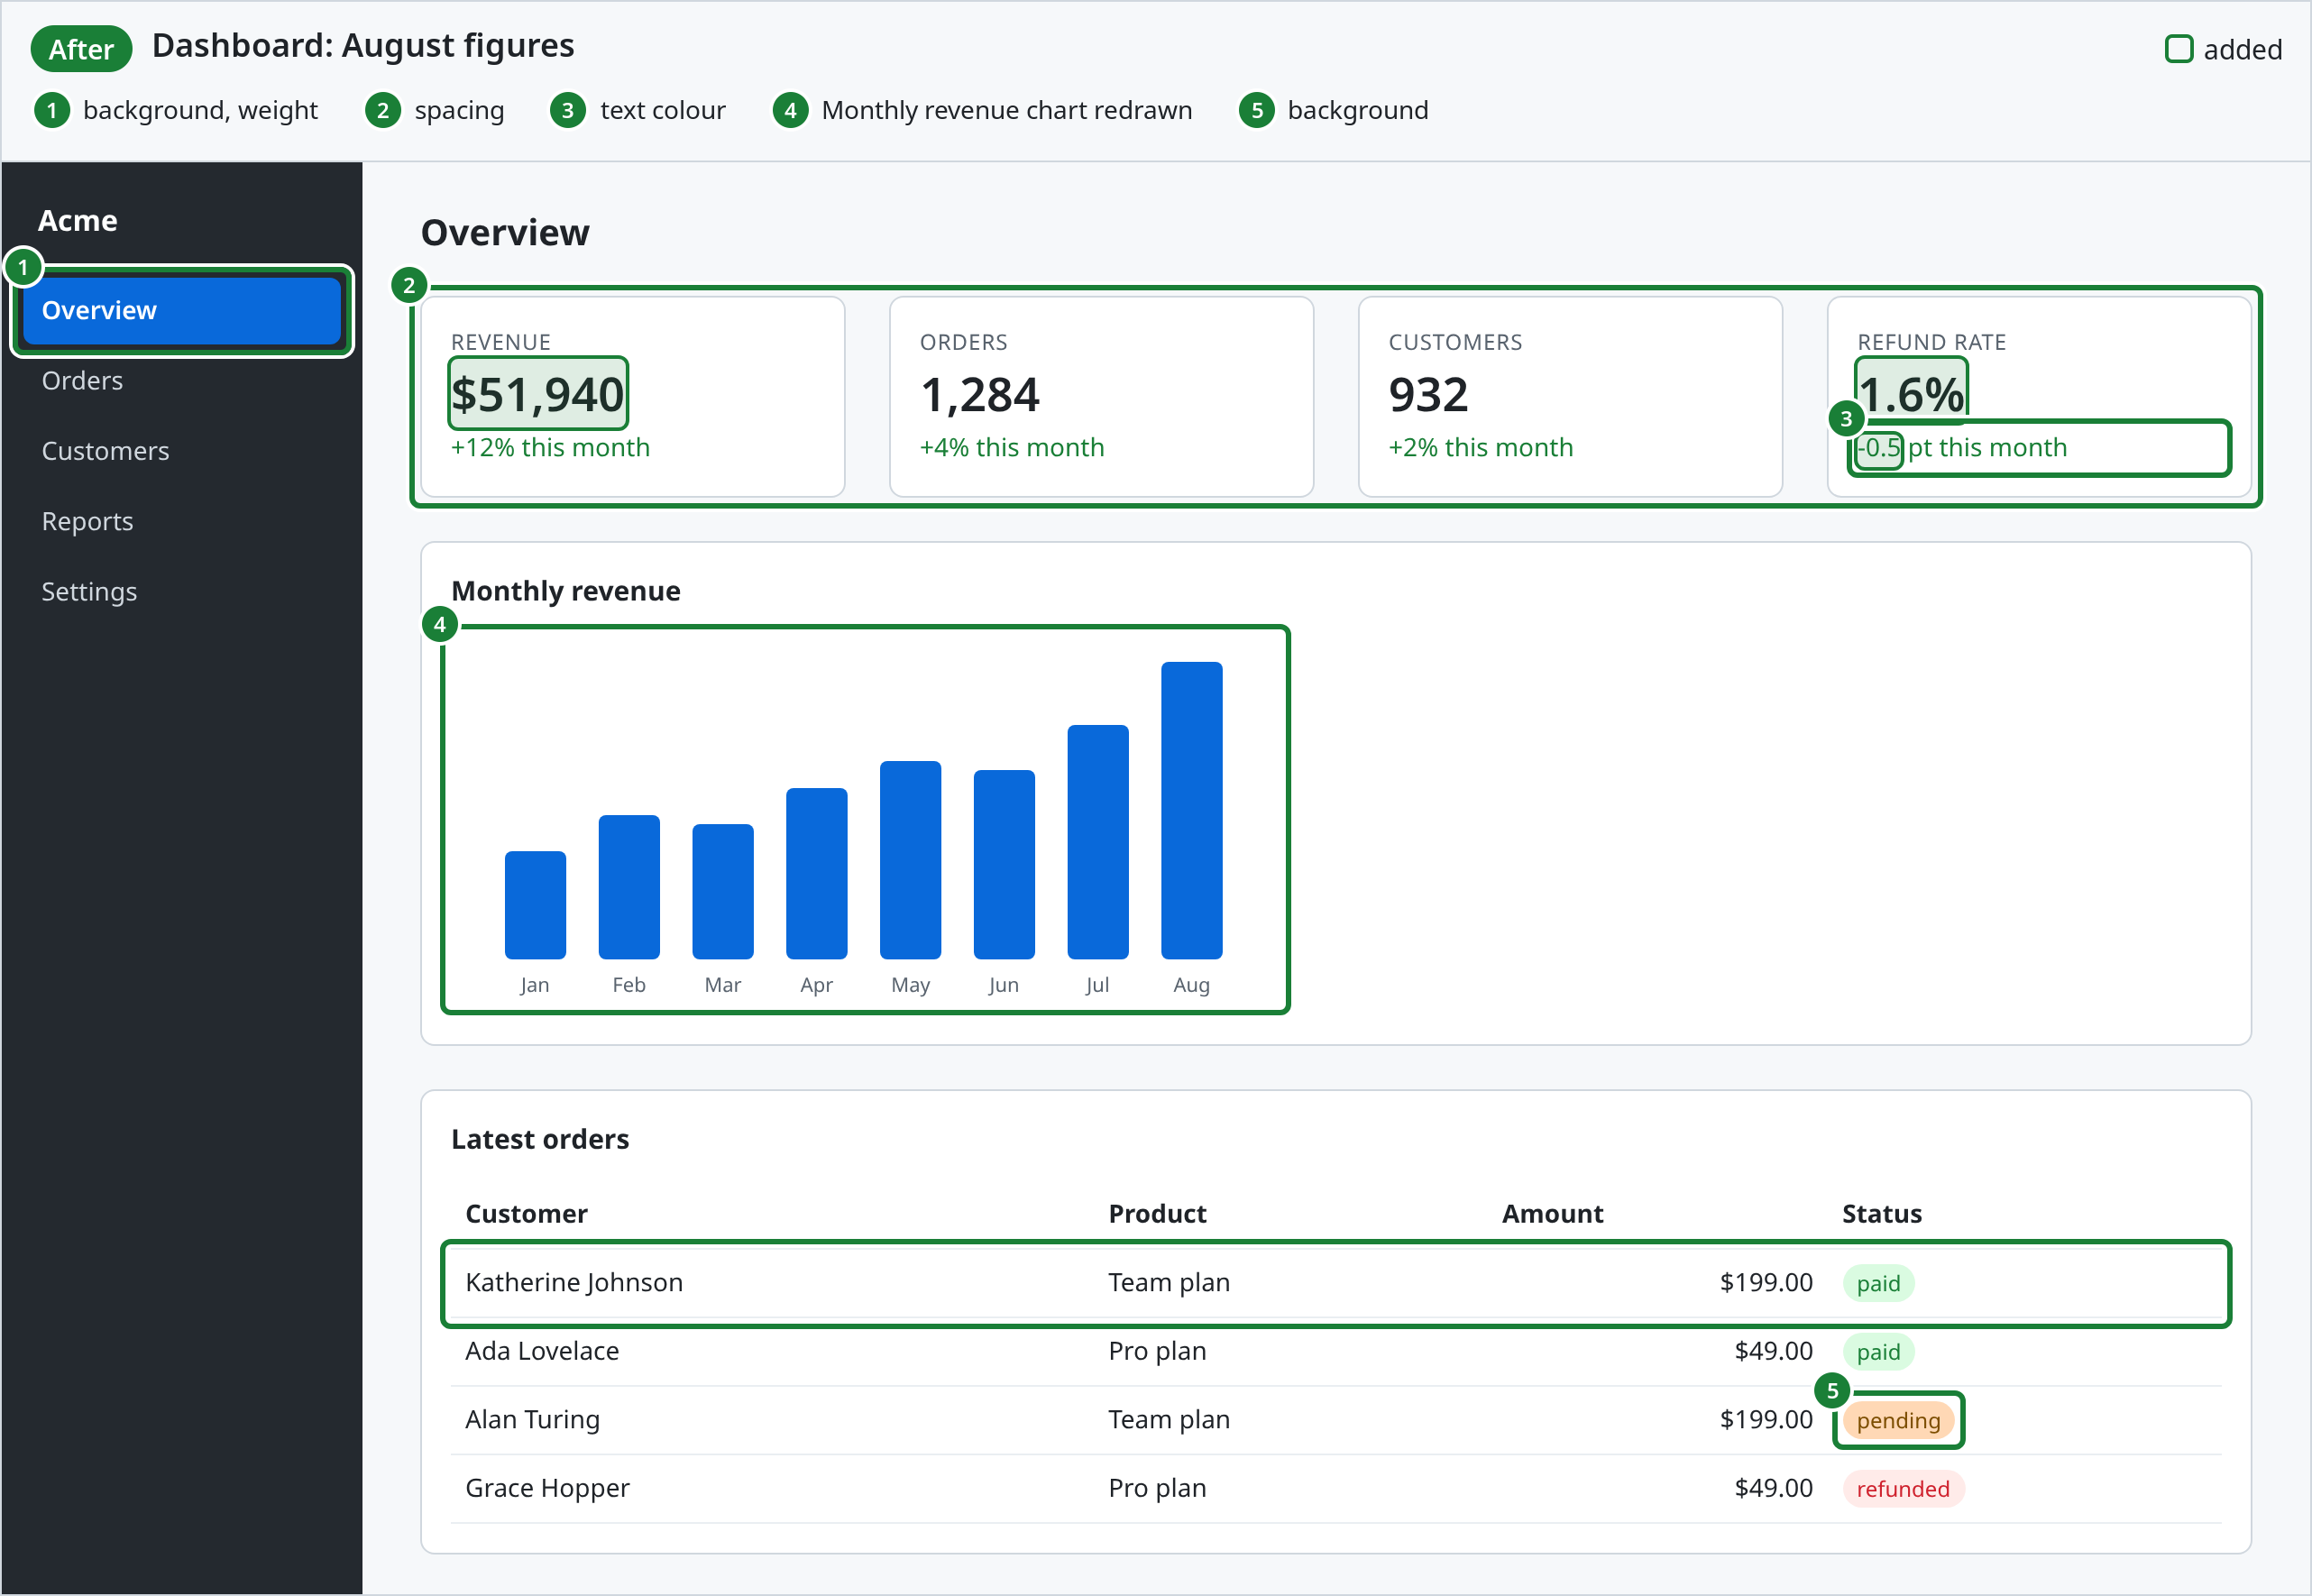 After Dashboard: August figures added
1 background, weight 2 spacing 3 text colour 4 Monthly revenue chart redrawn 5 background
Acme
1
Overview
Orders
Customers
Reports
Settings
Overview
2
REVENUE
$51,940
+12% this month
ORDERS
1,284
+4% this month
CUSTOMERS
932
+2% this month
REFUND RATE
1.6%
3
-0.5 pt this month
Monthly revenue
4
Jan Feb Mar Apr May Jun Jul Aug
Latest orders
Customer Product Amount Status
Katherine Johnson Team plan $199.00 paid
Ada Lovelace Pro plan $49.00 paid
5
Alan Turing Team plan $199.00 pending
Grace Hopper Pro plan $49.00 refunded